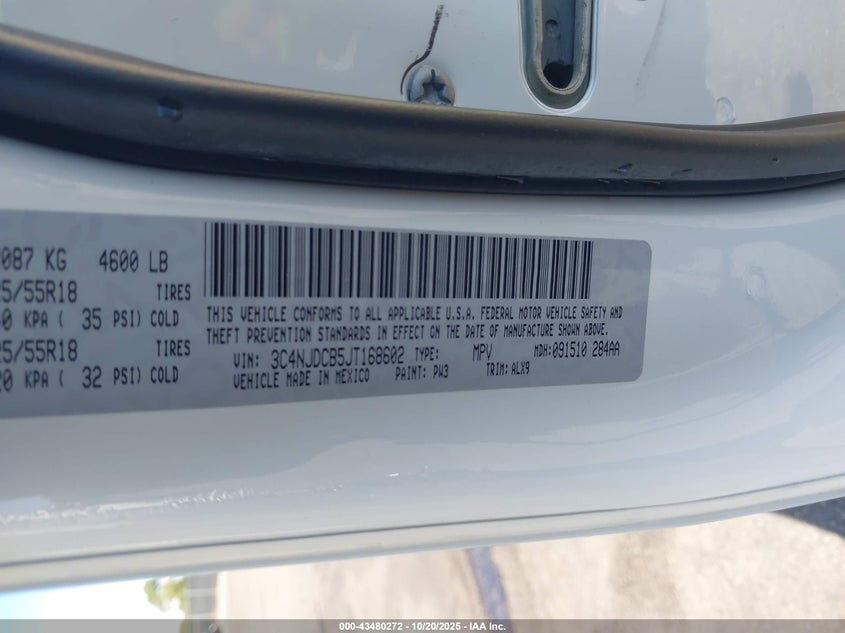 087 KG 4600 LB
5/55R18 TIRES
0 KPA ( 35 PSI) COLD
5/55R18 TIRES
20 KPA ( 32 PSI) COLD
THIS VEHICLE CONFORMS TO ALL APPLICABLE U.S.A. FEDERAL MOTOR VEHICLE SAFETY AND
THEFT PREVENTION STANDARDS IN EFFECT ON THE DATE OF MANUFACTURE SHOWN ABOVE.
VIN: 3C4NJDCB5JT168602 TYPE: MPV MDH: 091510 284AA
VEHICLE MADE IN MEXICO PAINT: PW3 TRIM: ALX9
000-43480272 - 10/20/2025 - IAA Inc.